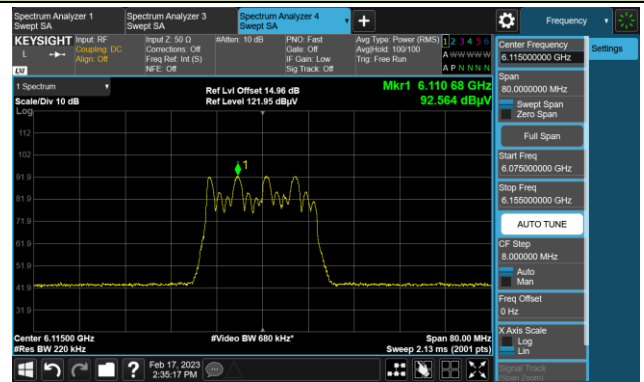 Spectrum Analyzer 1
Swept SA
Spectrum Analyzer 3
Swept SA
Spectrum Analyzer 4
Swept SA
Frequency
KEYSIGHT
L
LXI
Input: RF
Coupling: DC
Align: Off
Input Z: 50 Ω
Corrections: Off
Freq Ref: Int (S)
NFE: Off
#Atten: 10 dB
PNO: Fast
Gate: Off
IF Gain: Low
Sig Track: Off
Avg Type: Power (RMS)
Avg|Hold: 100/100
Trig: Free Run
1 2 3 4 5 6
A W W W W W
A P N N N N
1 Spectrum
Scale/Div 10 dB
Log
Ref Lvl Offset 14.96 dB
Ref Level 121.95 dBµV
Mkr1 6.110 68 GHz
92.564 dBµV
112
102
91.9
81.9
71.9
61.9
51.9
41.9
31.9
1
Center 6.11500 GHz
#Res BW 220 kHz
#Video BW 680 kHz*
Span 80.00 MHz
Sweep 2.13 ms (2001 pts)
Feb 17, 2023
2:35:17 PM
Center Frequency
6.115000000 GHz
Settings
Span
80.0000000 MHz
Swept Span
Zero Span
Full Span
Start Freq
6.075000000 GHz
Stop Freq
6.155000000 GHz
AUTO TUNE
CF Step
8.000000 MHz
Auto
Man
Freq Offset
0 Hz
X Axis Scale
Log
Lin
Signal Track
(Span Zoom)